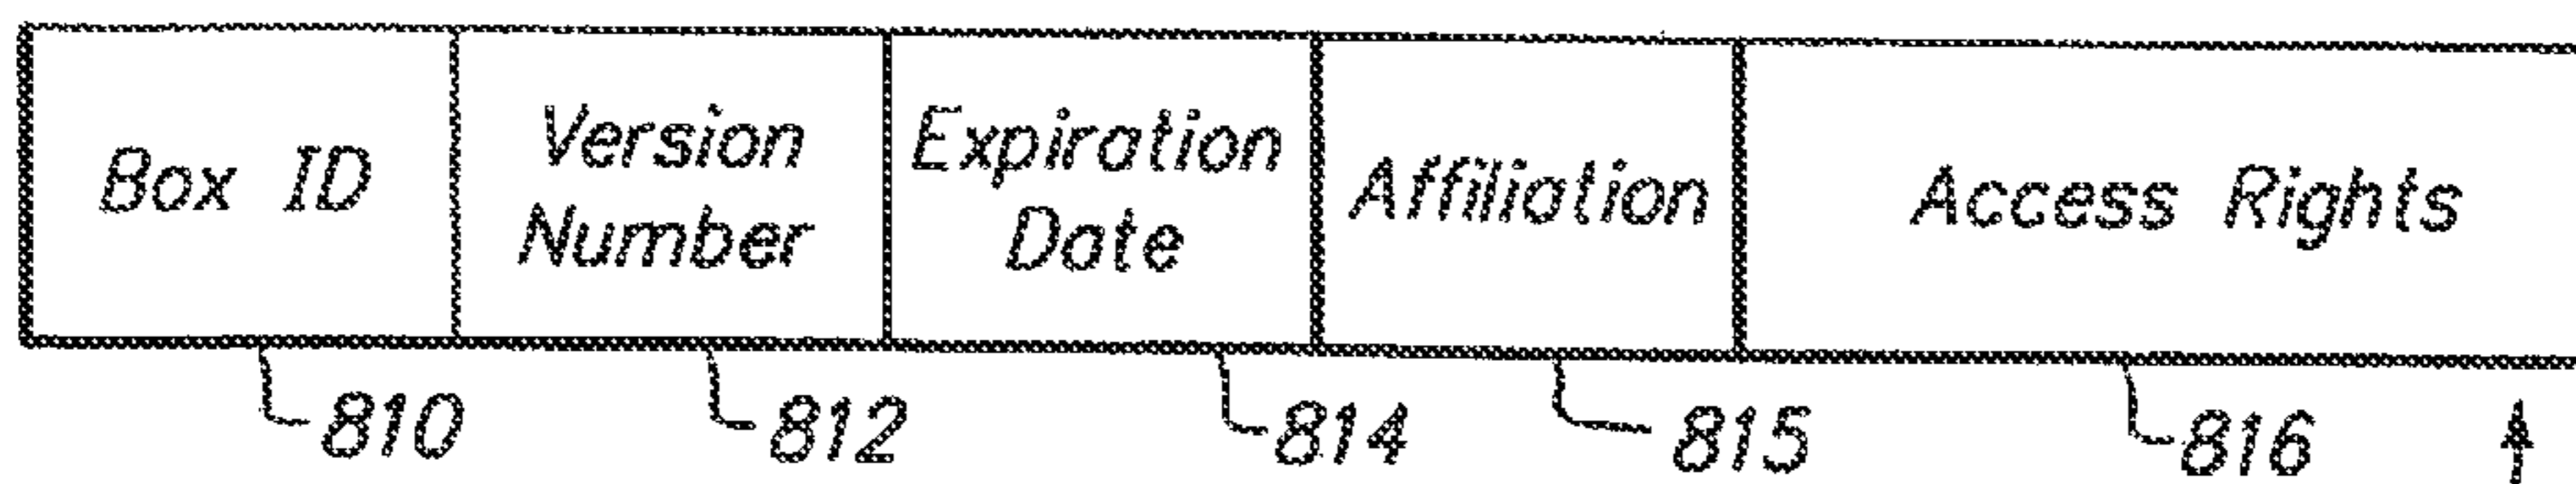 Box ID
Version
Number
Expiration
Date
Affiliation
Access Rights
810
812
814
815
816